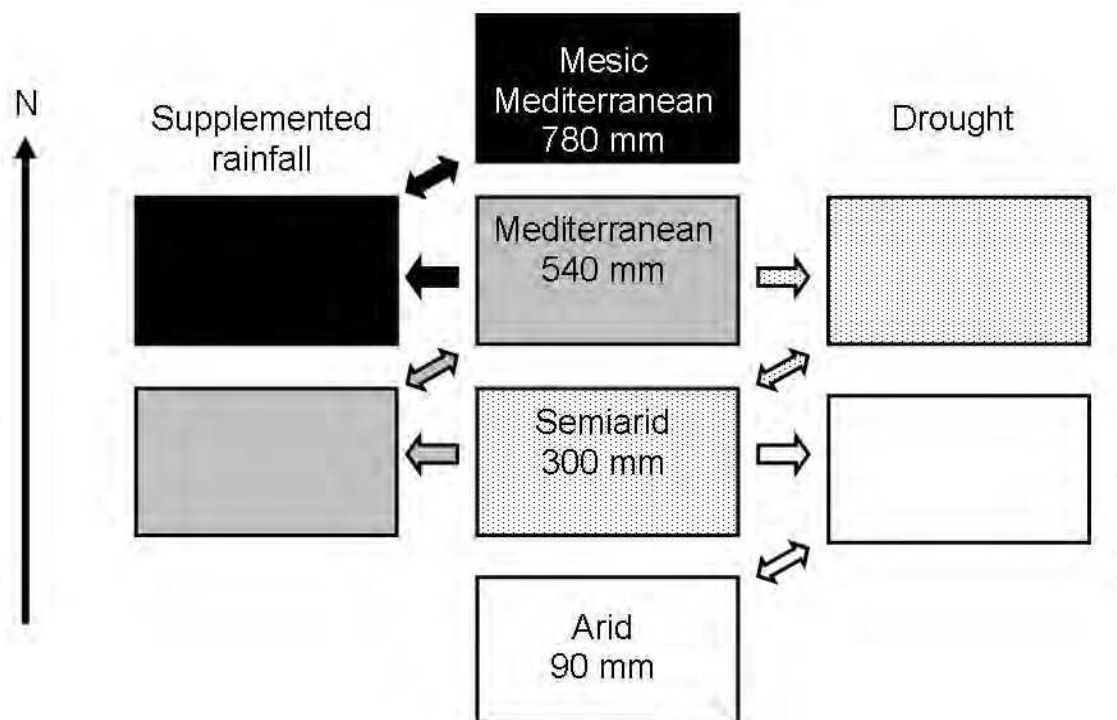 N
Supplemented
rainfall
Mesic
Mediterranean
780 mm
Drought
Mediterranean
540 mm
Semiarid
300 mm
Arid
90 mm